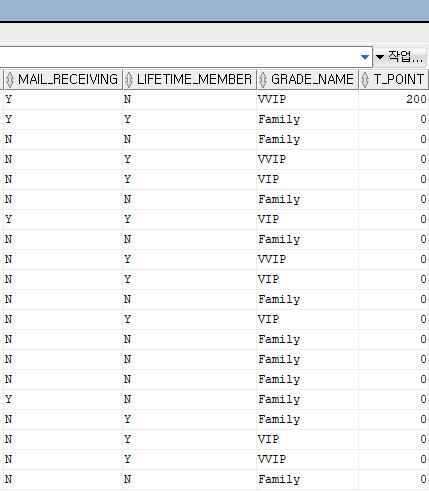 작업...
MAIL_RECEIVING LIFETIME_MEMBER GRADE_NAME T_POINT
Y N VVIP 200
Y Y Family 0
N N Family 0
N Y VVIP 0
N Y VIP 0
N N Family 0
Y Y VIP 0
N N Family 0
N Y VVIP 0
N Y VIP 0
N N Family 0
N Y VIP 0
N N Family 0
N N Family 0
N N Family 0
Y N Family 0
N Y Family 0
N Y VIP 0
N Y VVIP 0
N N Family 0